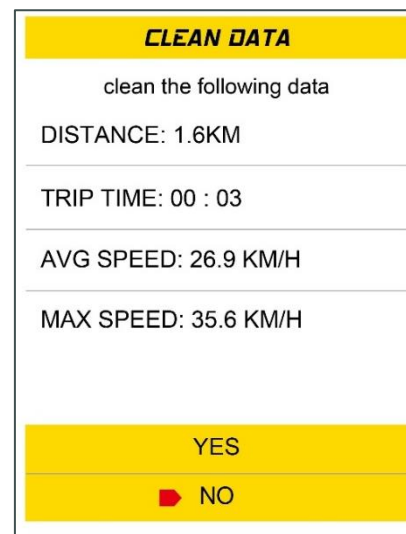 CLEAN DATA
clean the following data
DISTANCE: 1.6KM
TRIP TIME: 00 : 03
AVG SPEED: 26.9 KM/H
MAX SPEED: 35.6 KM/H
YES
NO